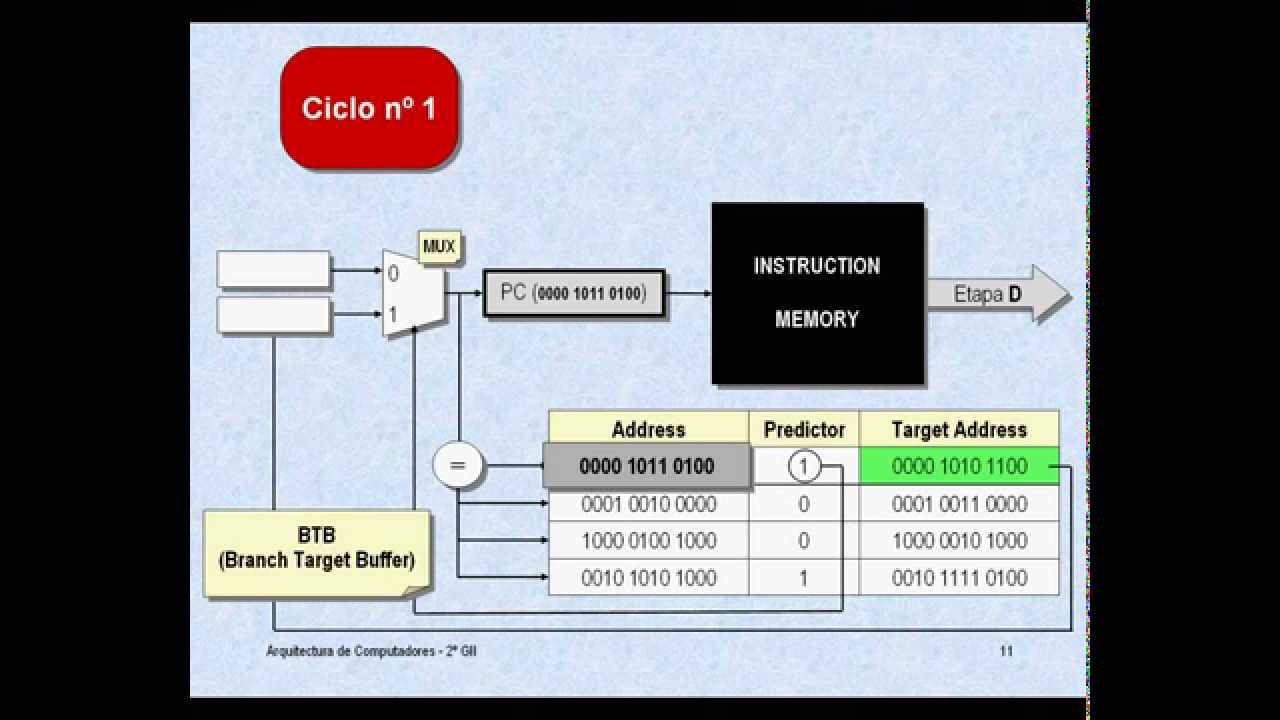 Ciclo nº 1
MUX
0
1
PC (0000 1011 0100)
INSTRUCTION
MEMORY
Etapa D
=
Address Predictor Target Address
0000 1011 0100 1 0000 1010 1100
0001 0010 0000 0 0001 0011 0000
1000 0100 1000 0 1000 0010 1000
0010 1010 1000 1 0010 1111 0100
BTB
(Branch Target Buffer)
Arquitectura de Computadores - 2º GII
11